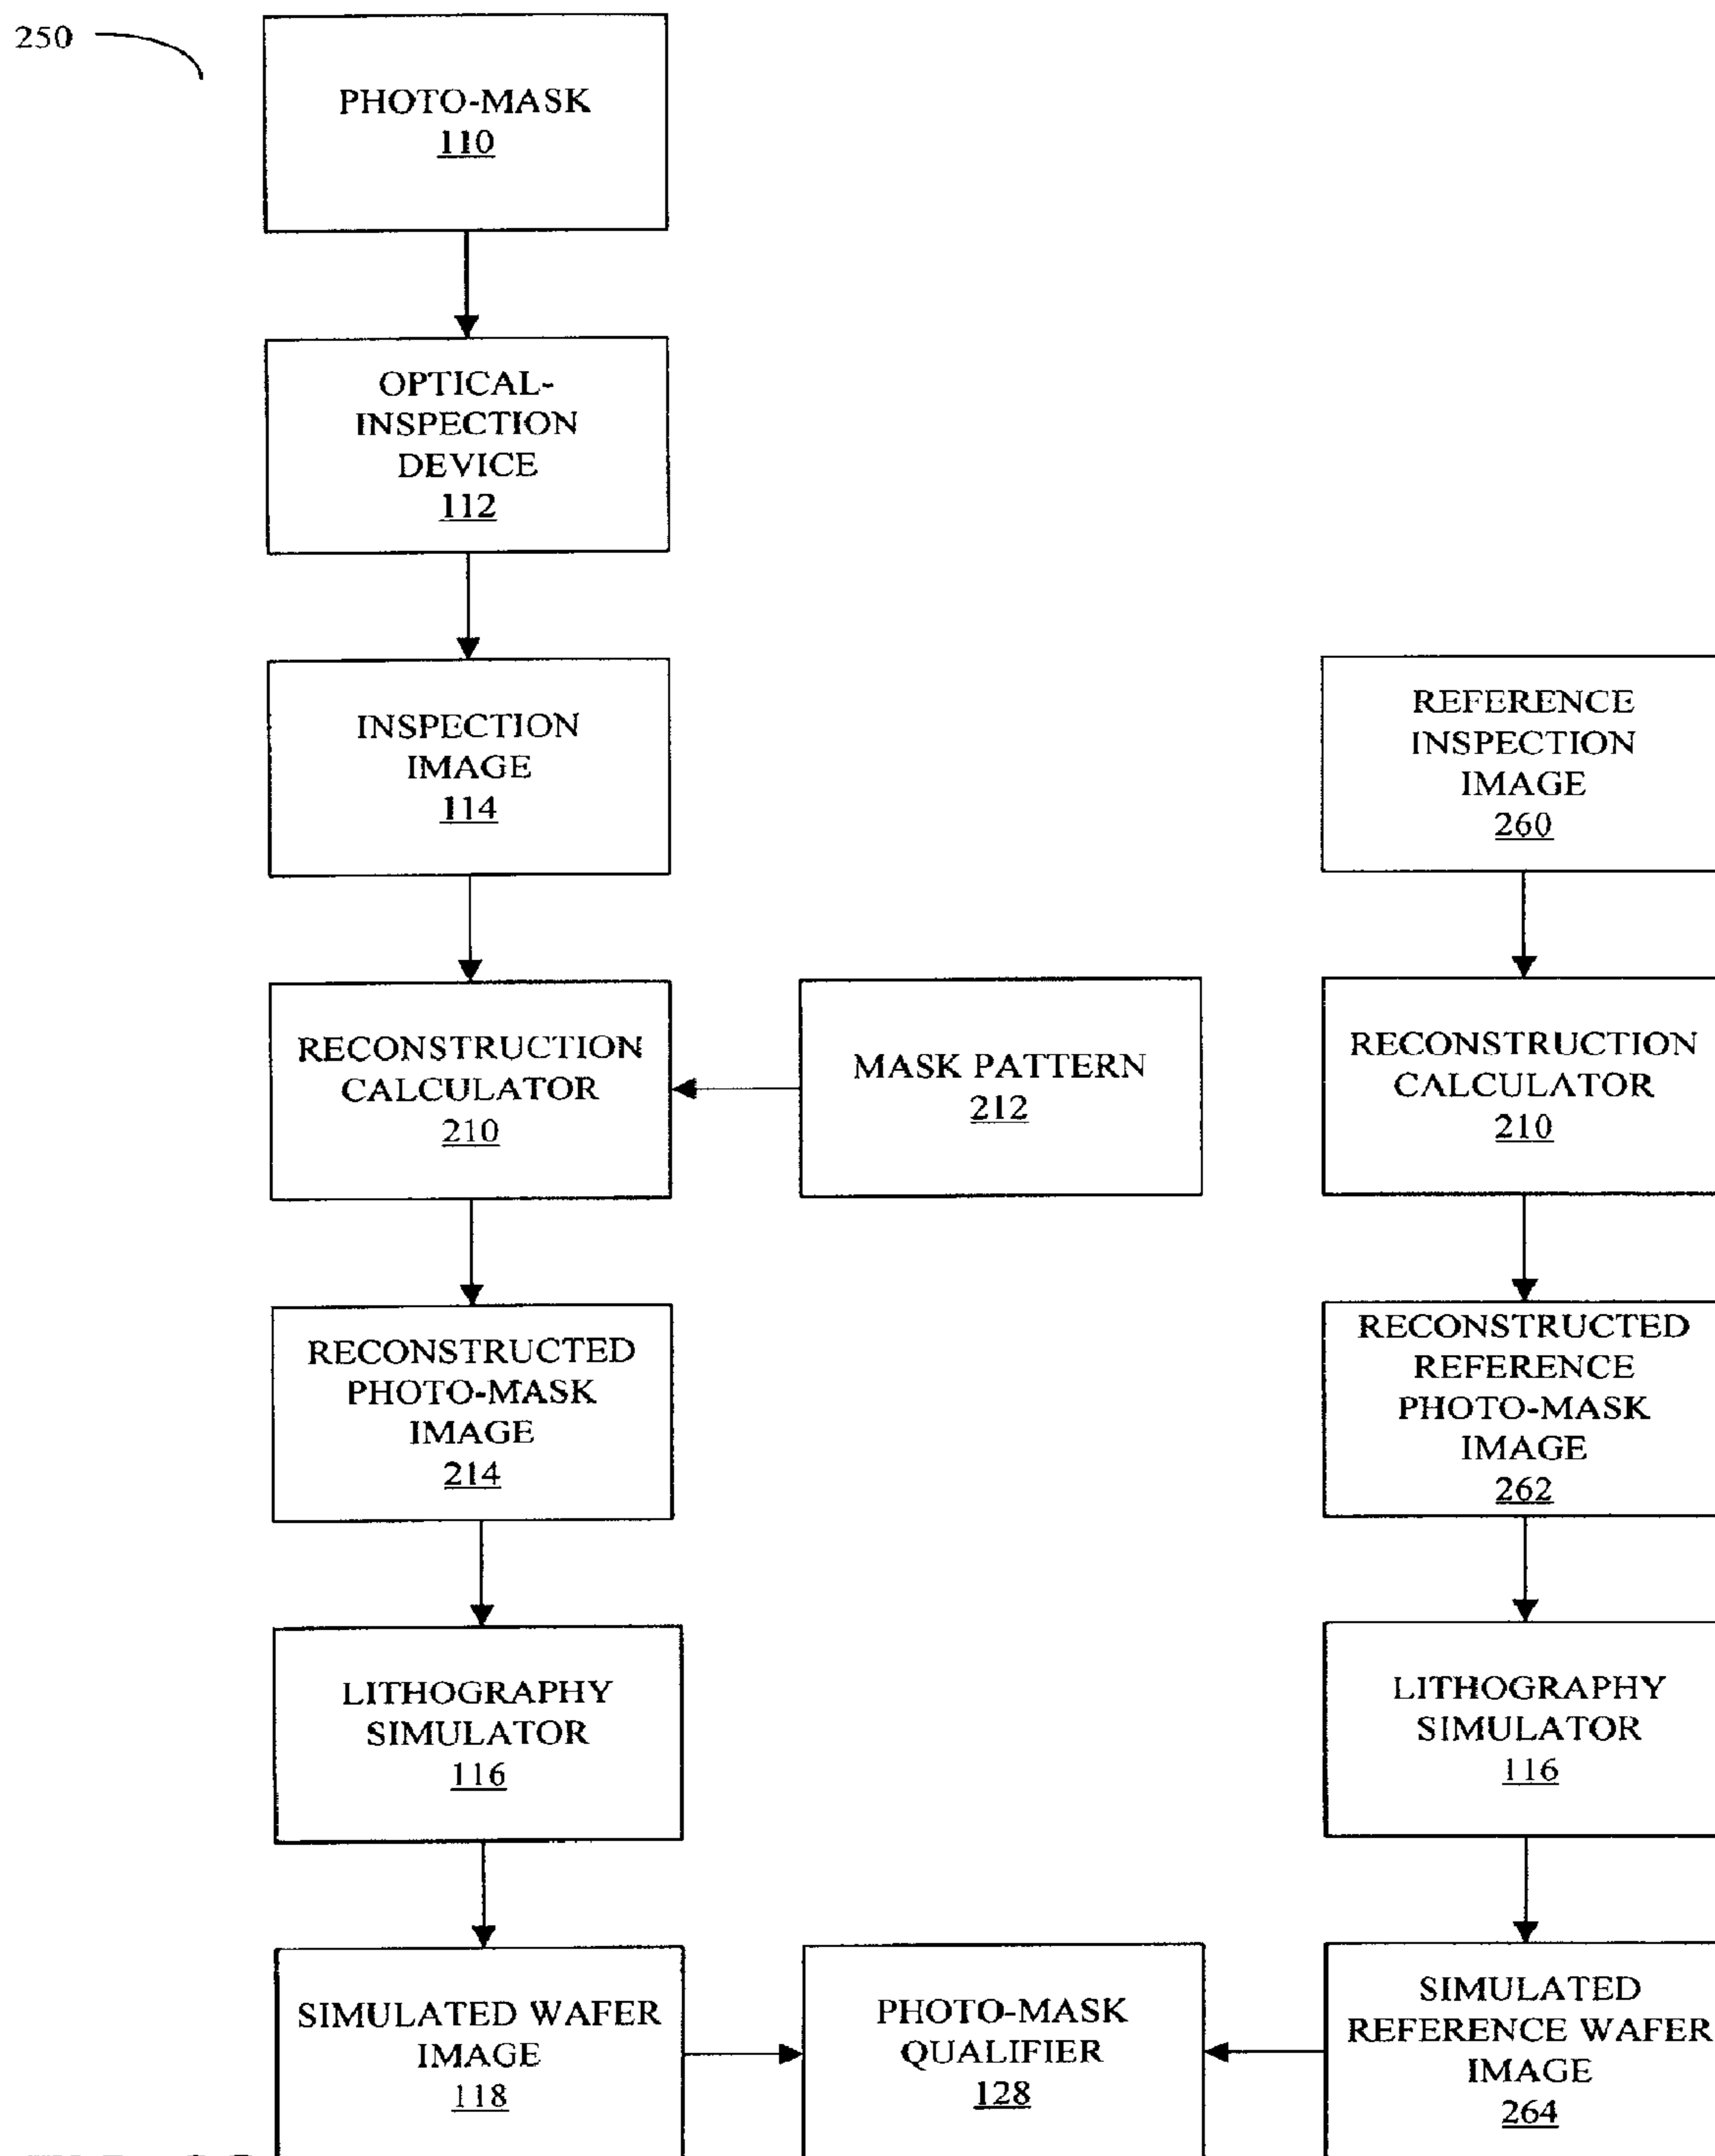 250
PHOTO-MASK
110
OPTICAL-
INSPECTION
DEVICE
112
INSPECTION
IMAGE
114
REFERENCE
INSPECTION
IMAGE
260
RECONSTRUCTION
CALCULATOR
210
MASK PATTERN
212
RECONSTRUCTION
CALCULATOR
210
RECONSTRUCTED
PHOTO-MASK
IMAGE
214
RECONSTRUCTED
REFERENCE
PHOTO-MASK
IMAGE
262
LITHOGRAPHY
SIMULATOR
116
LITHOGRAPHY
SIMULATOR
116
SIMULATED WAFER
IMAGE
118
PHOTO-MASK
QUALIFIER
128
SIMULATED
REFERENCE WAFER
IMAGE
264